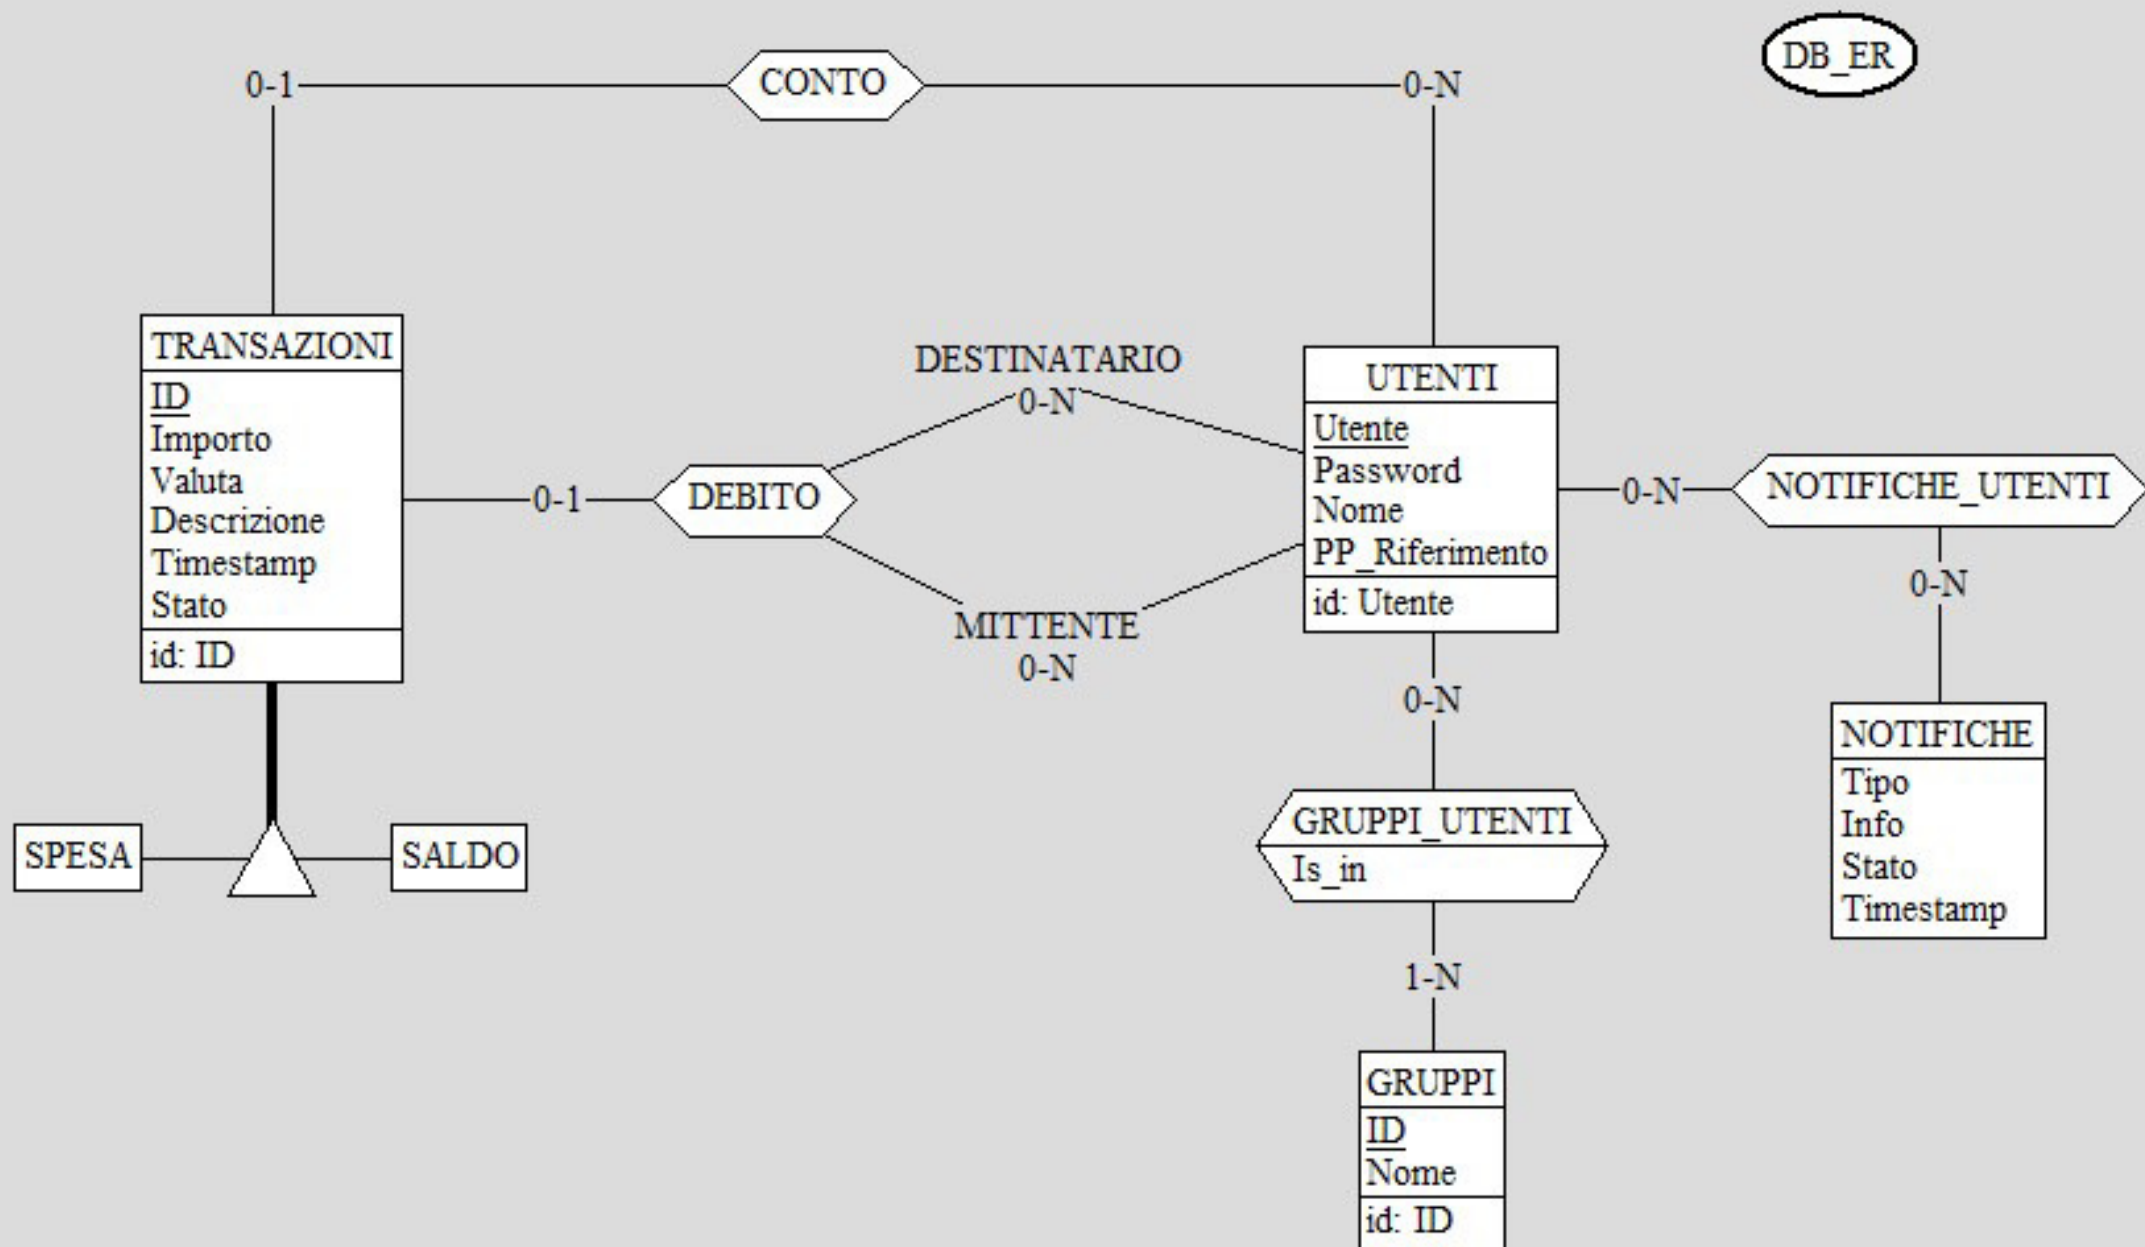 DB_ER
0-1
CONTO
0-N
TRANSAZIONI
ID
Importo
Valuta
Descrizione
Timestamp
Stato
id: ID
0-1
DEBITO
DESTINATARIO
0-N
MITTENTE
0-N
UTENTI
Utente
Password
Nome
PP_Riferimento
id: Utente
0-N
NOTIFICHE_UTENTI
0-N
NOTIFICHE
Tipo
Info
Stato
Timestamp
SPESA
SALDO
0-N
GRUPPI_UTENTI
Is_in
1-N
GRUPPI
ID
Nome
id: ID